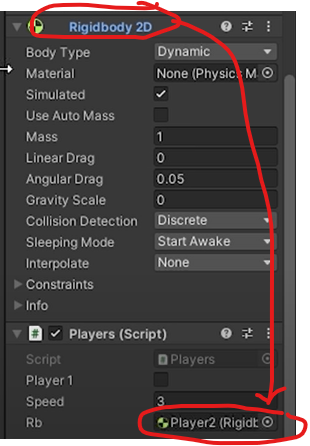 Rigidbody 2D
Body Type Dynamic
Material None (Physics M
Simulated
Use Auto Mass
Mass 1
Linear Drag 0
Angular Drag 0.05
Gravity Scale 0
Collision Detection Discrete
Sleeping Mode Start Awake
Interpolate None
Constraints
Info
# Players (Script)
Script Players
Player 1
Speed 3
Rb Player2 (Rigidb